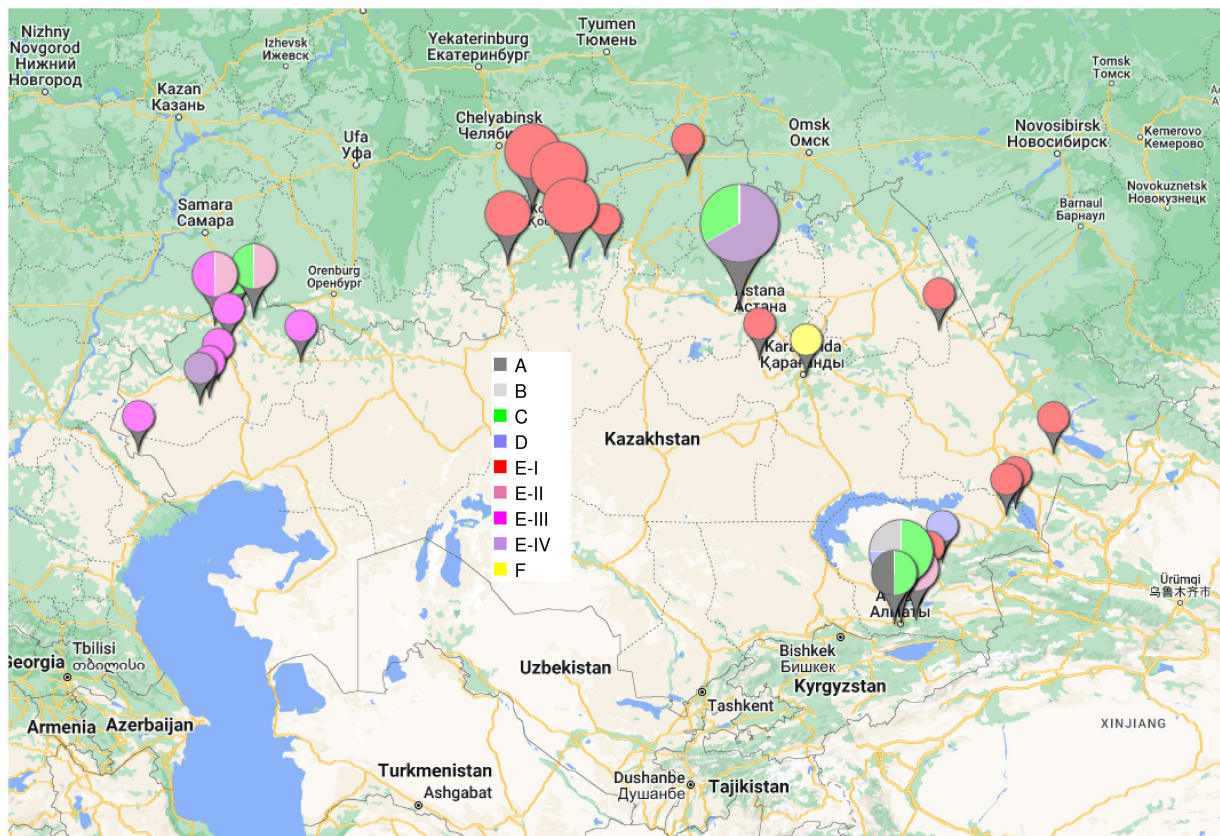 Nizhny
Novgorod
Нижний
Новгород
Izhevsk
Ижевск
Kazan
Казань
Yekaterinburg
Екатеринбург
Tyumen
Тюмень
Chelyabinsk
Ufa
Уфа
Omsk
Омск
Tomsk
Томск
Novosibirsk
Новосибирск
Kemerovo
Кемерово
Novokuznetsk
Новокузнецк
Barnaul
Барнаул
Samara
Самара
Orenburg
Оренбург
Astana
Астана
Қарағанды
Kazakhstan
A
B
C
D
E-I
E-II
E-III
E-IV
F
Алматы
Ürümqi
乌鲁木齐市
Bishkek
Бишкек
Kyrgyzstan
Uzbekistan
Tashkent
Georgia
Tbilisi
თბილისი
Armenia
Azerbaijan
XINJIANG
Turkmenistan
Ashgabat
Dushanbe
Душанбе
Tajikistan